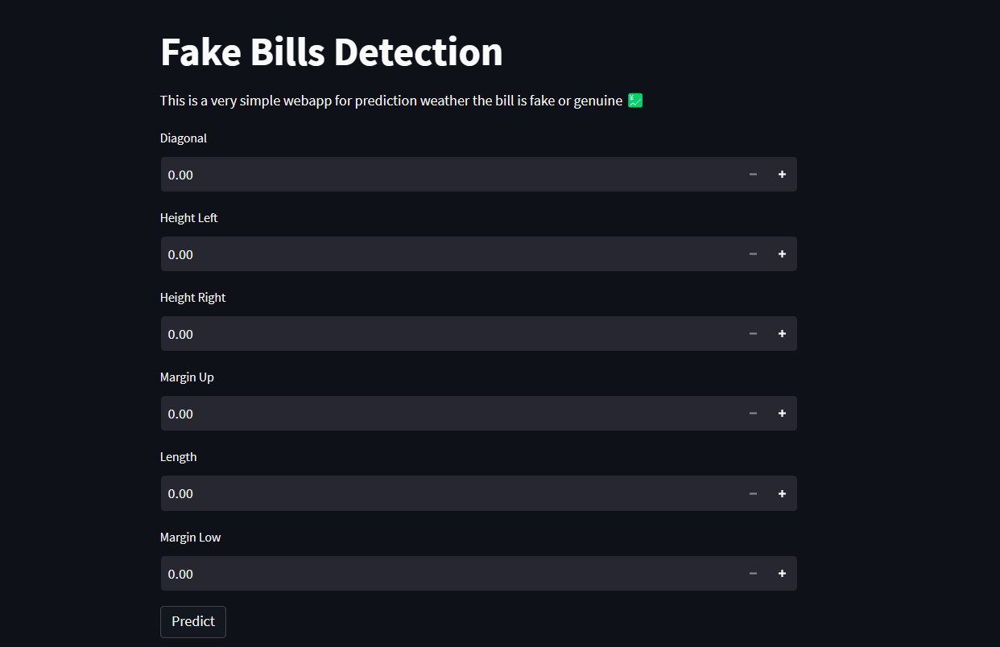 Fake Bills Detection
This is a very simple webapp for prediction weather the bill is fake or genuine 💹
Diagonal
0.00
Height Left
0.00
Height Right
0.00
Margin Up
0.00
Length
0.00
Margin Low
0.00
Predict